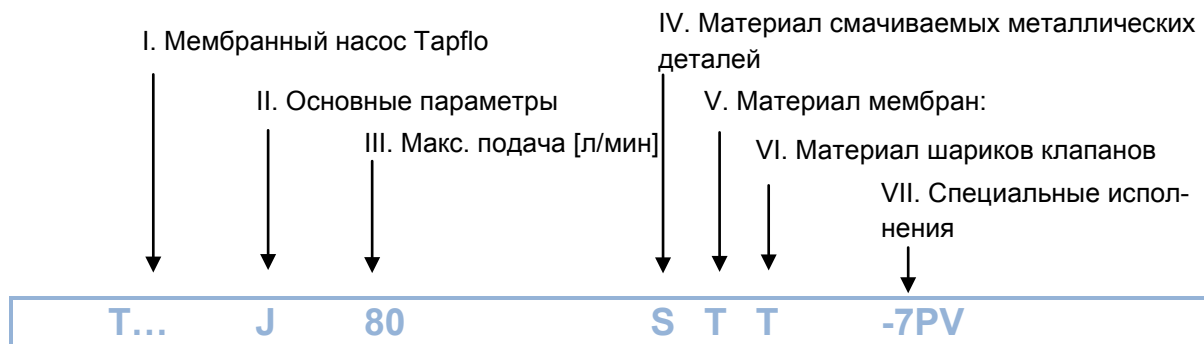 I. Мембранный насос Tapflo
IV. Материал смачиваемых металлических
деталей
II. Основные параметры
V. Материал мембран:
III. Макс. подача [л/мин]
VI. Материал шариков клапанов
VII. Специальные испол-
нения
T... J 80 S T T -7PV